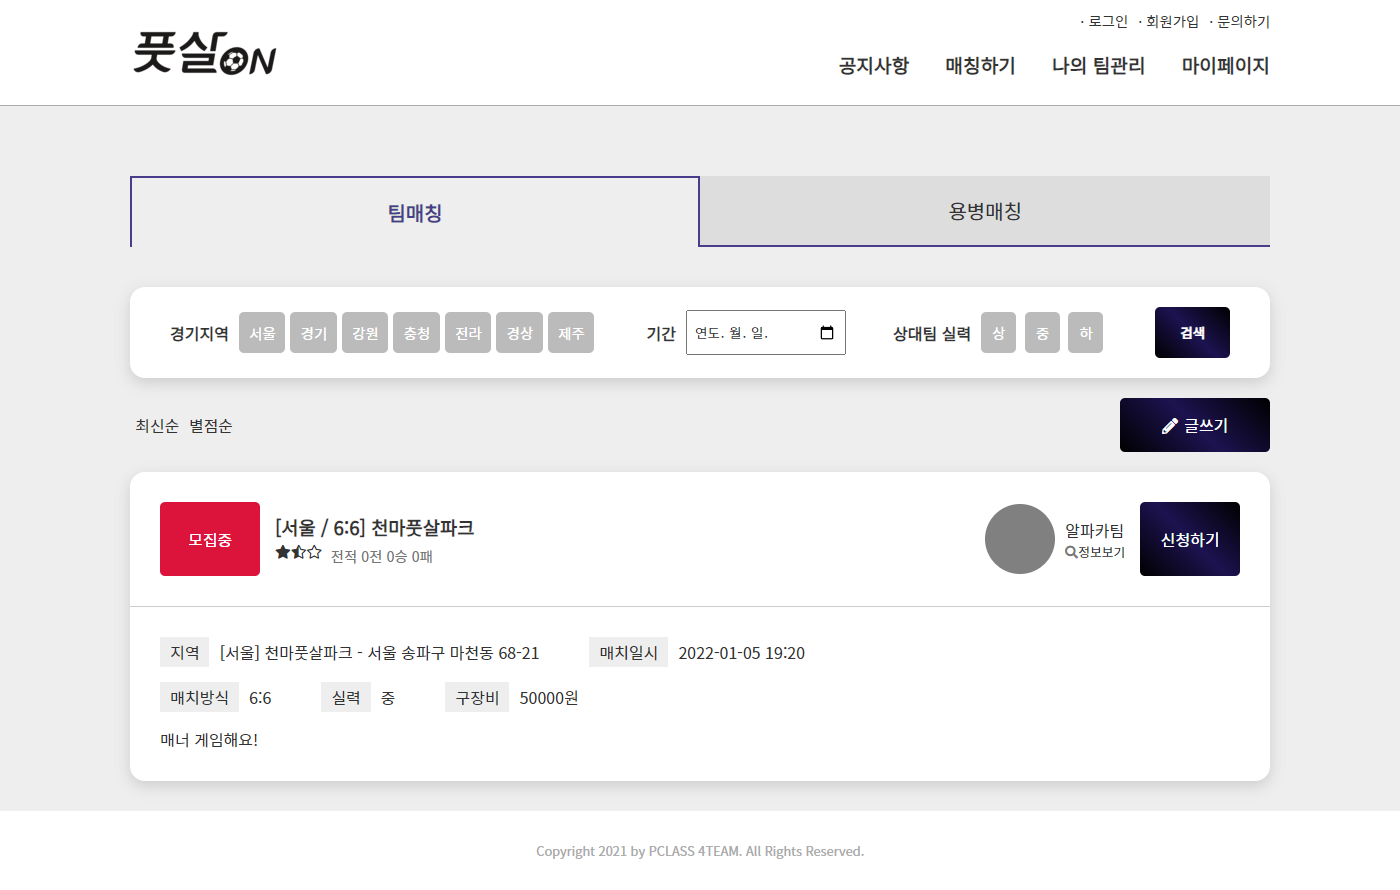 · 로그인 · 회원가입 · 문의하기
풋살ON
공지사항 매칭하기 나의 팀관리 마이페이지
팀매칭 용병매칭
경기지역 서울 경기 강원 충청 전라 경상 제주 기간 연도. 월. 일. 상대팀 실력 상 중 하 검색
최신순 별점순 글쓰기
모집중 [서울 / 6:6] 천마풋살파크 알파카팀 신청하기
전적 0전 0승 0패 정보보기
지역 [서울] 천마풋살파크 - 서울 송파구 마천동 68-21 매치일시 2022-01-05 19:20
매치방식 6:6 실력 중 구장비 50000원
매너 게임해요!
Copyright 2021 by PCLASS 4TEAM. All Rights Reserved.